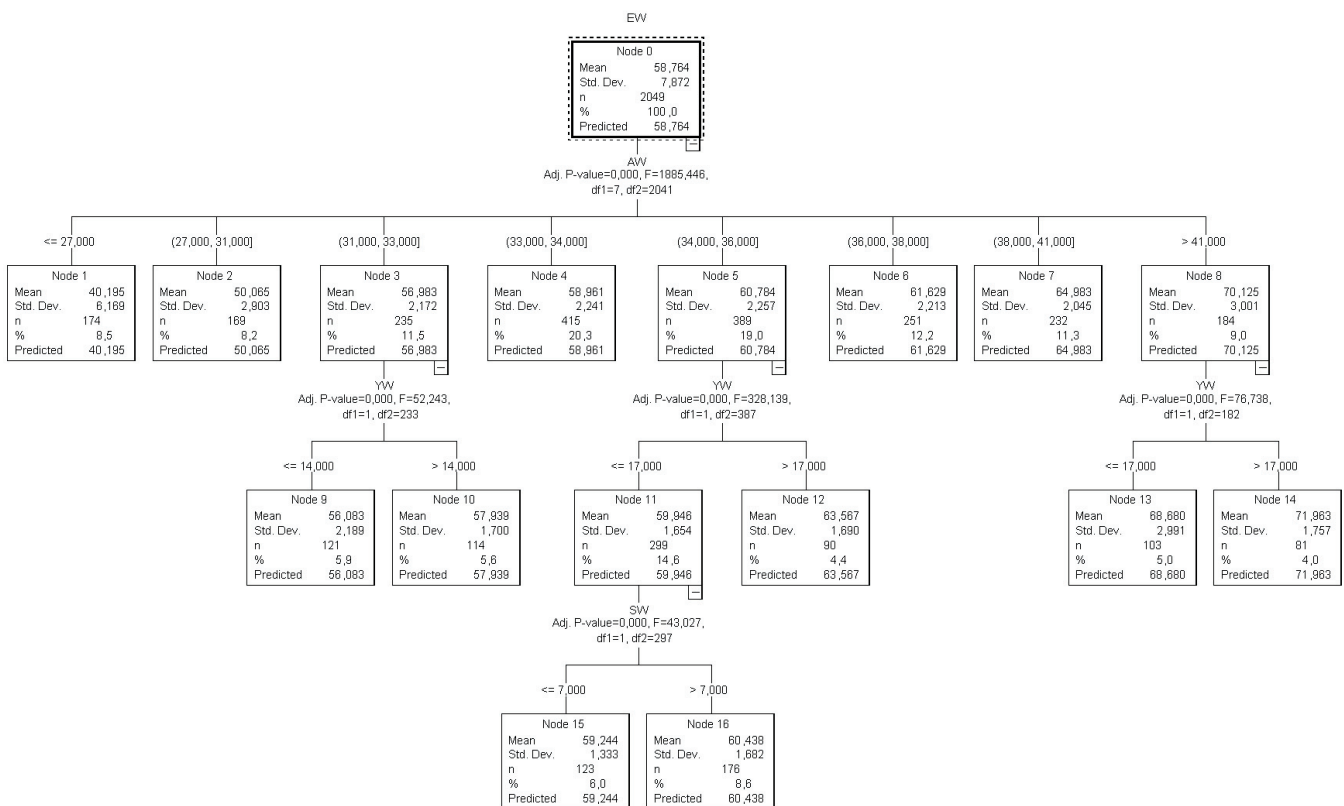 EW
Node 0
Mean 58,764
Std. Dev. 7,872
n 2049
% 100,0
Predicted 58,764
AW
Adj. P-value=0,000, F=1885,446,
df1=7, df2=2041
<= 27,000
(27,000, 31,000]
(31,000, 33,000]
(33,000, 34,000]
(34,000, 36,000]
(36,000, 38,000]
(38,000, 41,000]
> 41,000
Node 1
Mean 40,195
Std. Dev. 6,169
n 174
% 8,5
Predicted 40,195
Node 2
Mean 50,065
Std. Dev. 2,903
n 169
% 8,2
Predicted 50,065
Node 3
Mean 56,983
Std. Dev. 2,172
n 235
% 11,5
Predicted 56,983
Node 4
Mean 58,961
Std. Dev. 2,241
n 415
% 20,3
Predicted 58,961
Node 5
Mean 60,784
Std. Dev. 2,257
n 389
% 19,0
Predicted 60,784
Node 6
Mean 61,629
Std. Dev. 2,213
n 251
% 12,2
Predicted 61,629
Node 7
Mean 64,983
Std. Dev. 2,045
n 232
% 11,3
Predicted 64,983
Node 8
Mean 70,125
Std. Dev. 3,001
n 184
% 9,0
Predicted 70,125
YW
Adj. P-value=0,000, F=52,243,
df1=1, df2=233
YW
Adj. P-value=0,000, F=328,139,
df1=1, df2=387
YW
Adj. P-value=0,000, F=76,738,
df1=1, df2=182
<= 14,000
> 14,000
<= 17,000
> 17,000
<= 17,000
> 17,000
Node 9
Mean 56,083
Std. Dev. 2,189
n 121
% 5,9
Predicted 56,083
Node 10
Mean 57,939
Std. Dev. 1,700
n 114
% 5,6
Predicted 57,939
Node 11
Mean 59,946
Std. Dev. 1,654
n 299
% 14,6
Predicted 59,946
Node 12
Mean 63,567
Std. Dev. 1,690
n 90
% 4,4
Predicted 63,567
Node 13
Mean 68,680
Std. Dev. 2,991
n 103
% 5,0
Predicted 68,680
Node 14
Mean 71,963
Std. Dev. 1,757
n 81
% 4,0
Predicted 71,963
SW
Adj. P-value=0,000, F=43,027,
df1=1, df2=297
<= 7,000
> 7,000
Node 15
Mean 59,244
Std. Dev. 1,333
n 123
% 6,0
Predicted 59,244
Node 16
Mean 60,438
Std. Dev. 1,682
n 176
% 8,6
Predicted 60,438